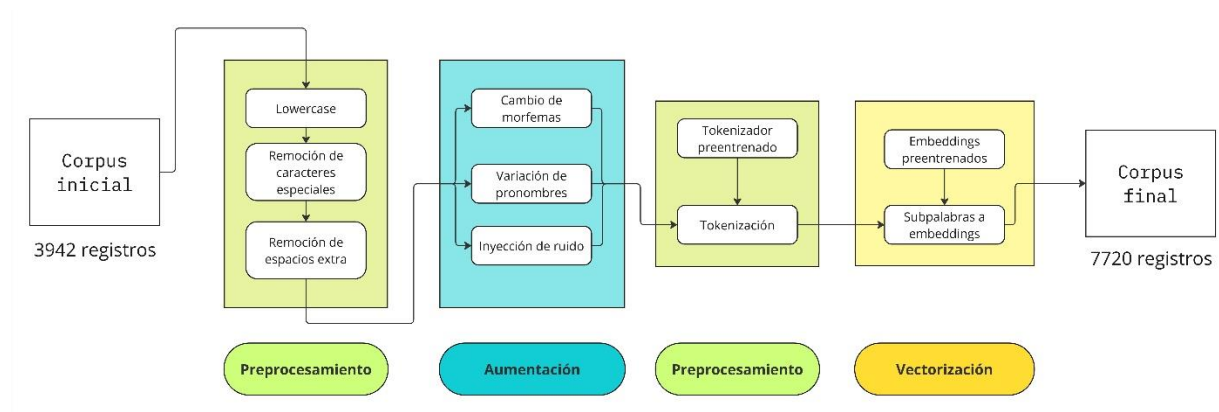 Corpus
inicial
3942 registros
Lowercase
Remoción de
caracteres
especiales
Remoción de
espacios extra
Preprocesamiento
Cambio de
morfemas
Variación de
pronombres
Inyección de ruido
Aumentación
Tokenizador
preentrenado
Tokenización
Preprocesamiento
Embeddings
preentrenados
Subpalabras a
embeddings
Vectorización
Corpus
final
7720 registros